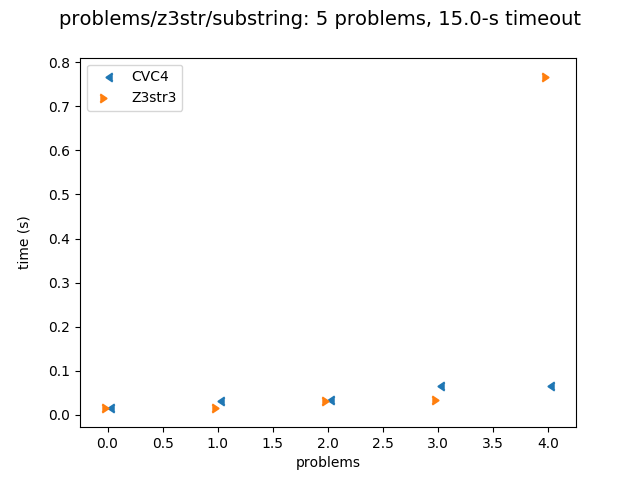 problems/z3str/substring: 5 problems, 15.0-s timeout
CVC4
Z3str3
0.8
0.7
0.6
0.5
0.4
0.3
0.2
0.1
0.0
time (s)
0.0 0.5 1.0 1.5 2.0 2.5 3.0 3.5 4.0
problems